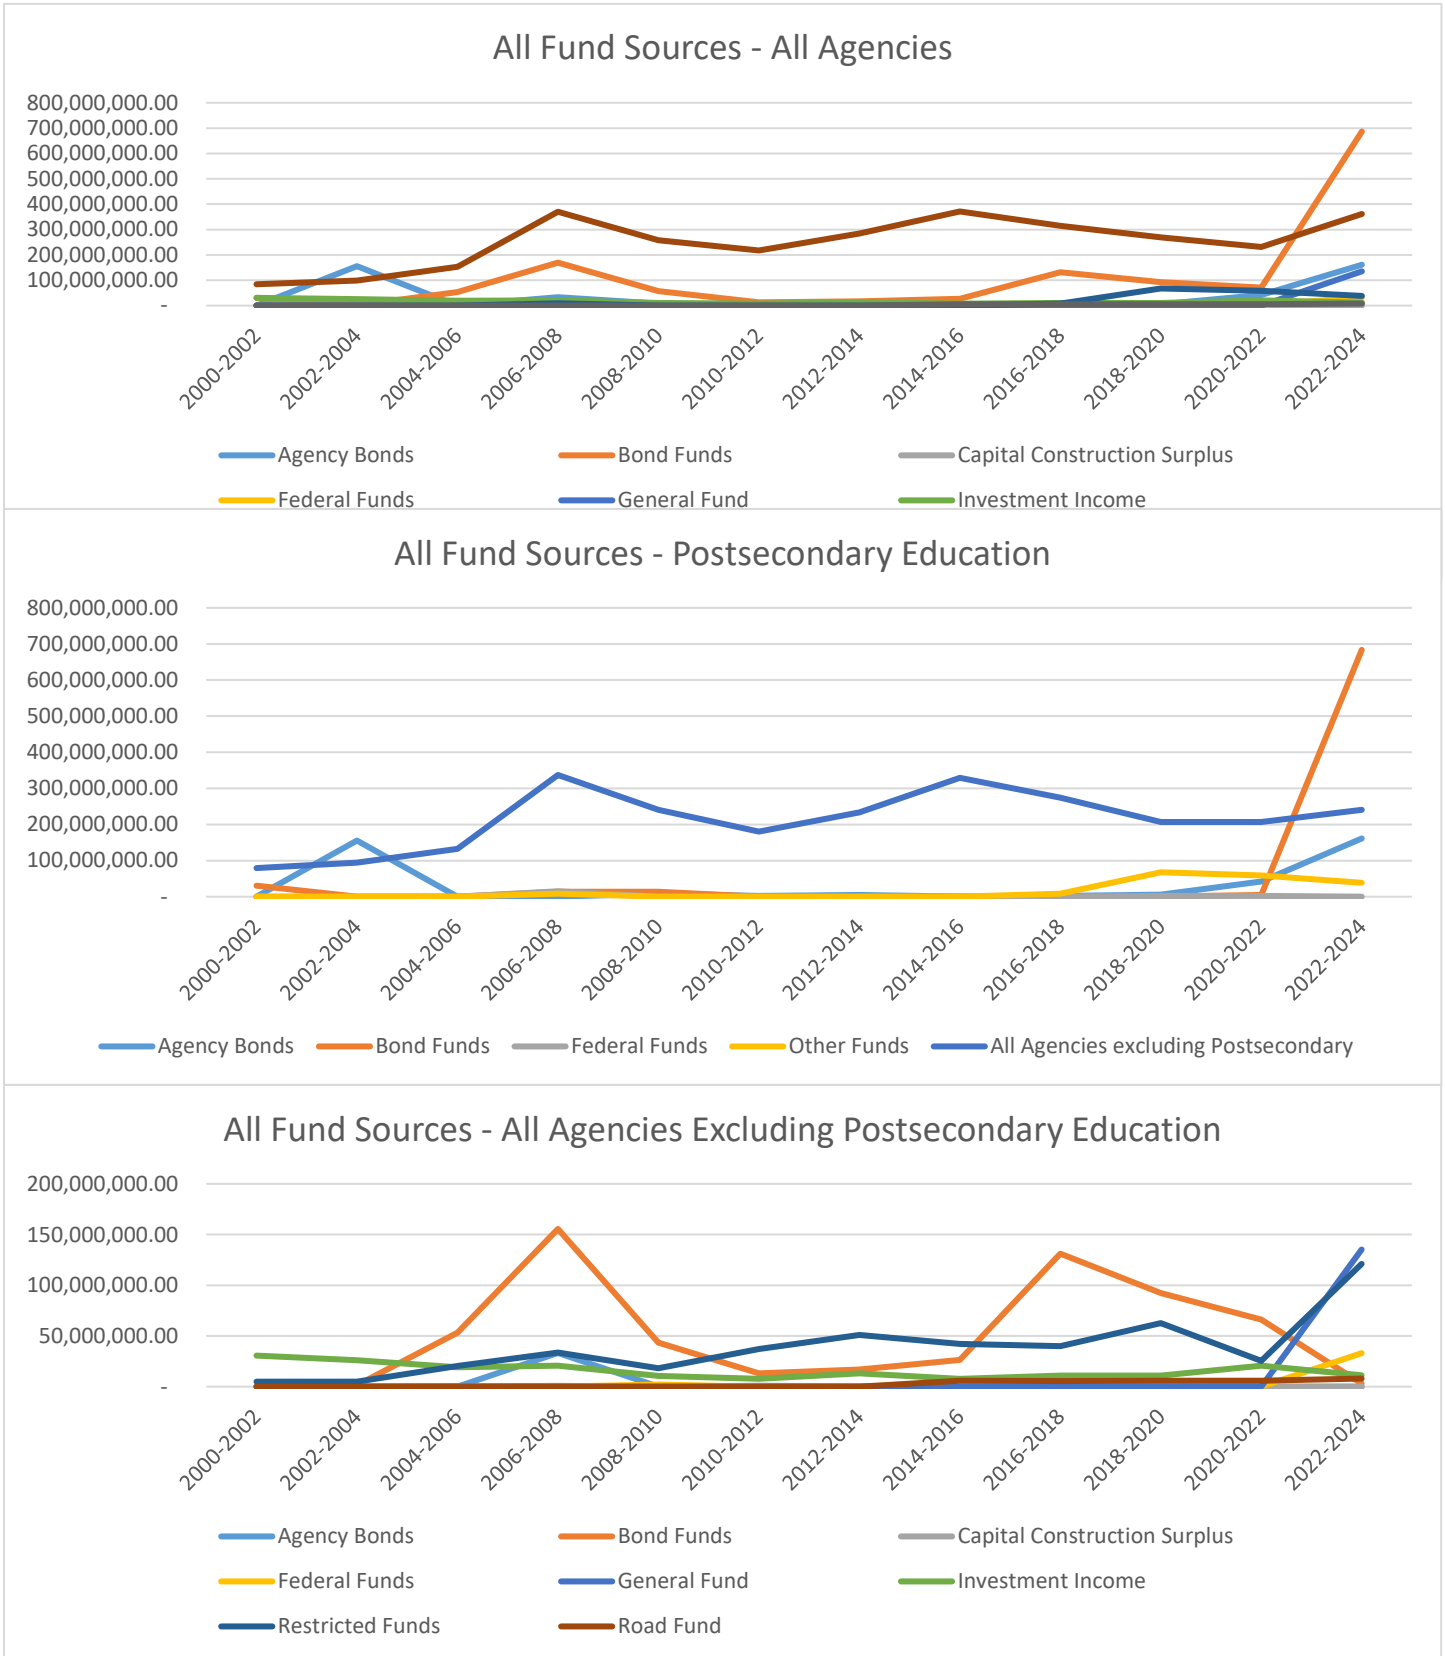 All Fund Sources - All Agencies
800,000,000.00
700,000,000.00
600,000,000.00
500,000,000.00
400,000,000.00
300,000,000.00
200,000,000.00
100,000,000.00
-
2000-2002 2002-2004 2004-2006 2006-2008 2008-2010 2010-2012 2012-2014 2014-2016 2016-2018 2018-2020 2020-2022 2022-2024
Agency Bonds Bond Funds Capital Construction Surplus
Federal Funds General Fund Investment Income
All Fund Sources - Postsecondary Education
800,000,000.00
700,000,000.00
600,000,000.00
500,000,000.00
400,000,000.00
300,000,000.00
200,000,000.00
100,000,000.00
-
2000-2002 2002-2004 2004-2006 2006-2008 2008-2010 2010-2012 2012-2014 2014-2016 2016-2018 2018-2020 2020-2022 2022-2024
Agency Bonds Bond Funds Federal Funds Other Funds All Agencies excluding Postsecondary
All Fund Sources - All Agencies Excluding Postsecondary Education
200,000,000.00
150,000,000.00
100,000,000.00
50,000,000.00
-
2000-2002 2002-2004 2004-2006 2006-2008 2008-2010 2010-2012 2012-2014 2014-2016 2016-2018 2018-2020 2020-2022 2022-2024
Agency Bonds Bond Funds Capital Construction Surplus
Federal Funds General Fund Investment Income
Restricted Funds Road Fund